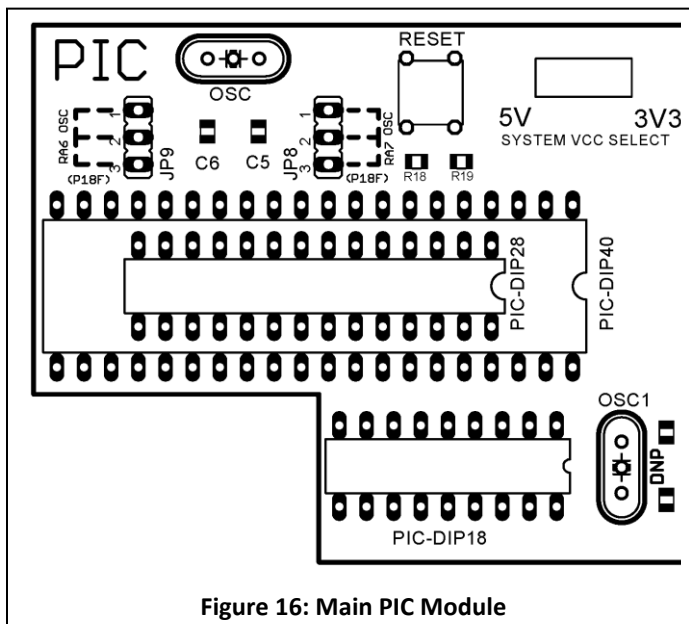 PIC
RESET
OSC
5V 3V3
SYSTEM VCC SELECT
RA6 OSC
1
2
3
JP9
(P18F)
C6
C5
JP8
1
2
3
RA7 OSC
(P18F)
R18
R19
PIC-DIP28
PIC-DIP40
OSC1
DNP
PIC-DIP18
Figure 16: Main PIC Module